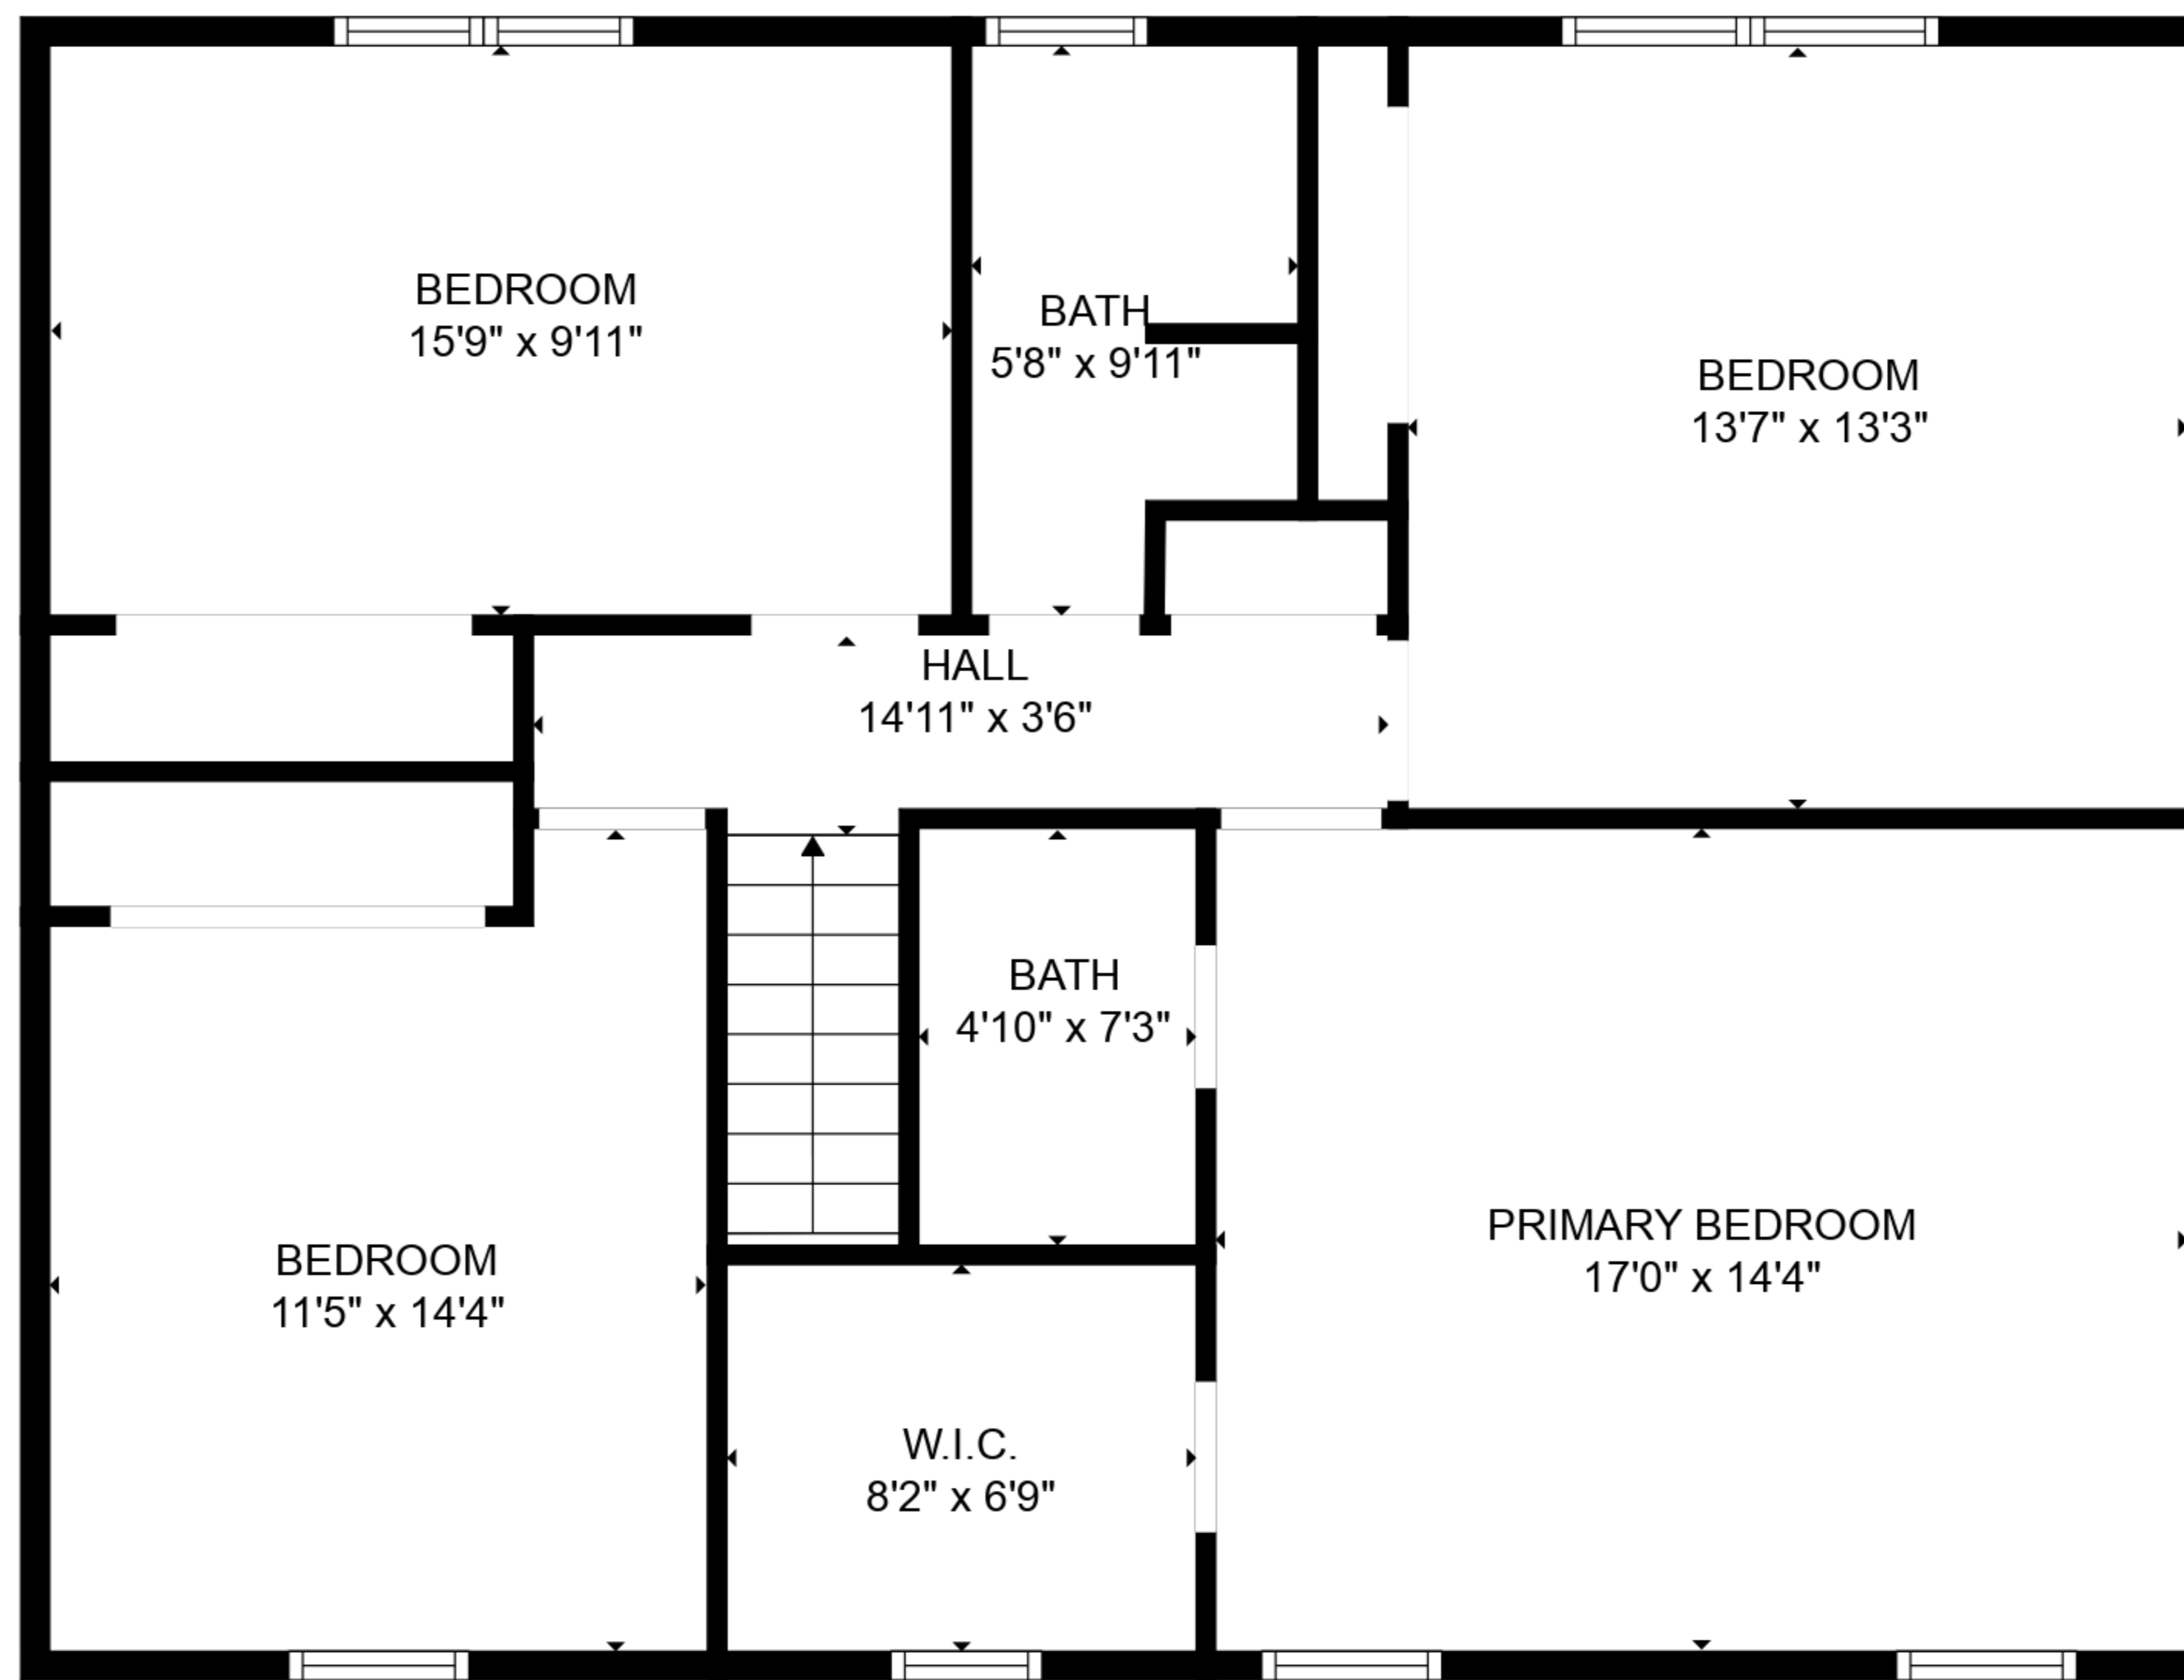 BEDROOM
15'9" x 9'11"
BATH
5'8" x 9'11"
BEDROOM
13'7" x 13'3"
HALL
14'11" x 3'6"
BATH
4'10" x 7'3"
PRIMARY BEDROOM
17'0" x 14'4"
BEDROOM
11'5" x 14'4"
W.I.C.
8'2" x 6'9"